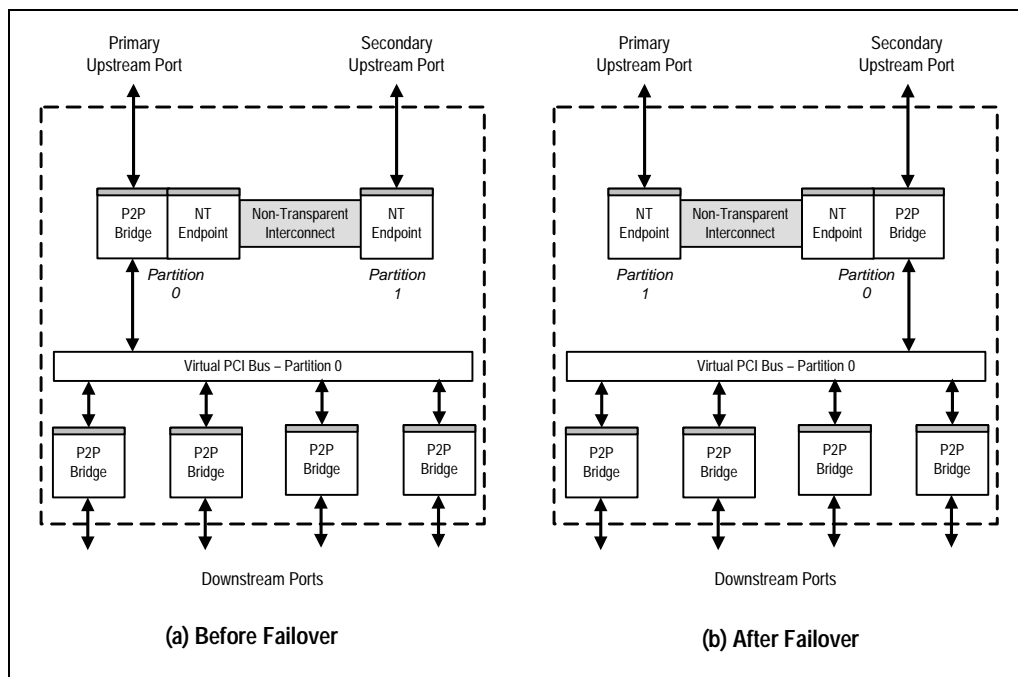 Primary
Upstream Port
Secondary
Upstream Port
P2P
Bridge
NT
Endpoint
Non-Transparent
Interconnect
NT
Endpoint
Partition
0
Partition
1
Virtual PCI Bus – Partition 0
P2P
Bridge
P2P
Bridge
P2P
Bridge
P2P
Bridge
Downstream Ports
(a) Before Failover
Primary
Upstream Port
Secondary
Upstream Port
NT
Endpoint
Non-Transparent
Interconnect
NT
Endpoint
P2P
Bridge
Partition
1
Partition
0
Virtual PCI Bus – Partition 0
P2P
Bridge
P2P
Bridge
P2P
Bridge
P2P
Bridge
Downstream Ports
(b) After Failover